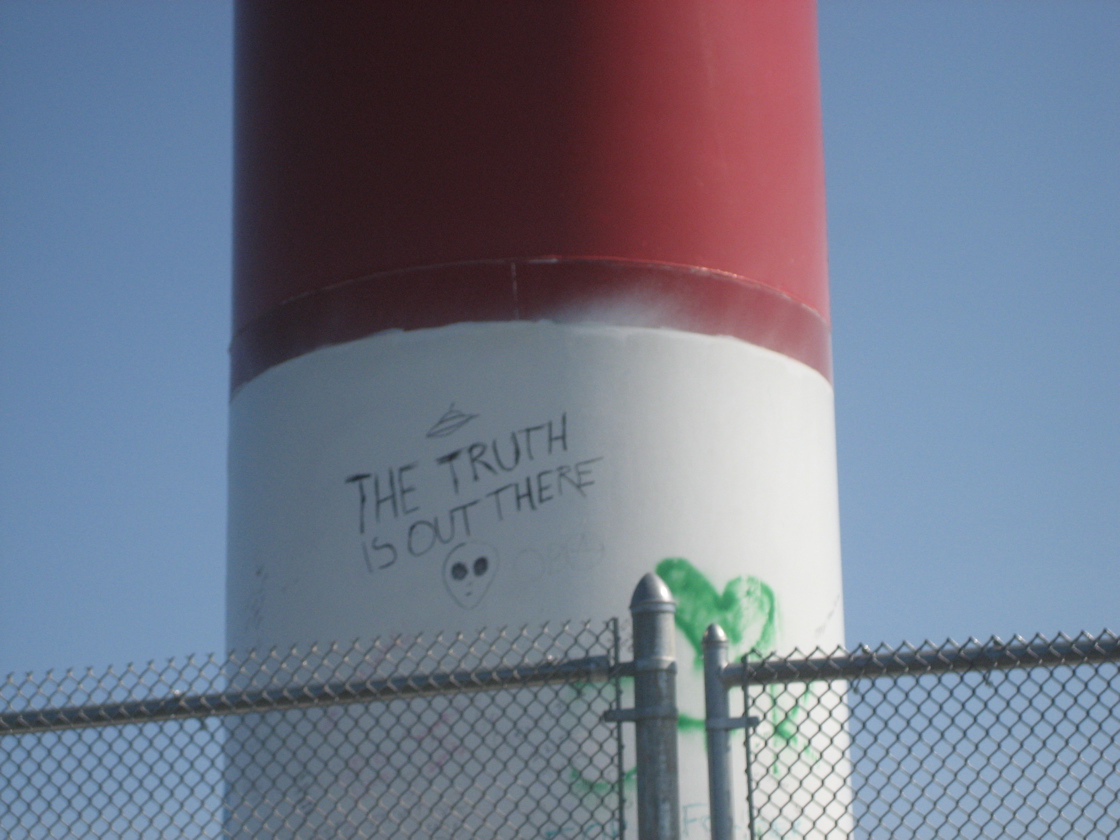 THE TRUTH
IS OUT THERE